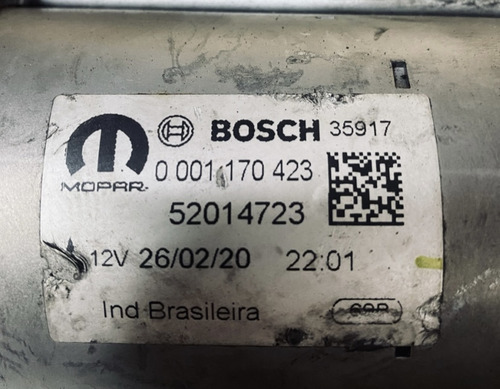 BOSCH 35917
MOPAR
0 001 170 423
52014723
12V 26/02/20 22:01
Ind Brasileira